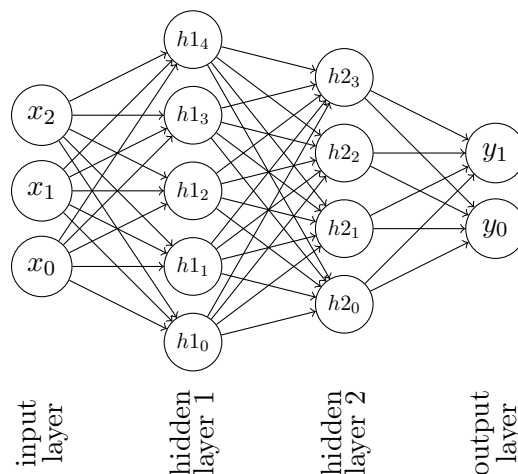 h1₄
h2₃
x₂
h1₃
h2₂
y₁
x₁
h1₂
h2₁
y₀
x₀
h1₁
h2₀
h1₀
input
layer
hidden
layer 1
hidden
layer 2
output
layer